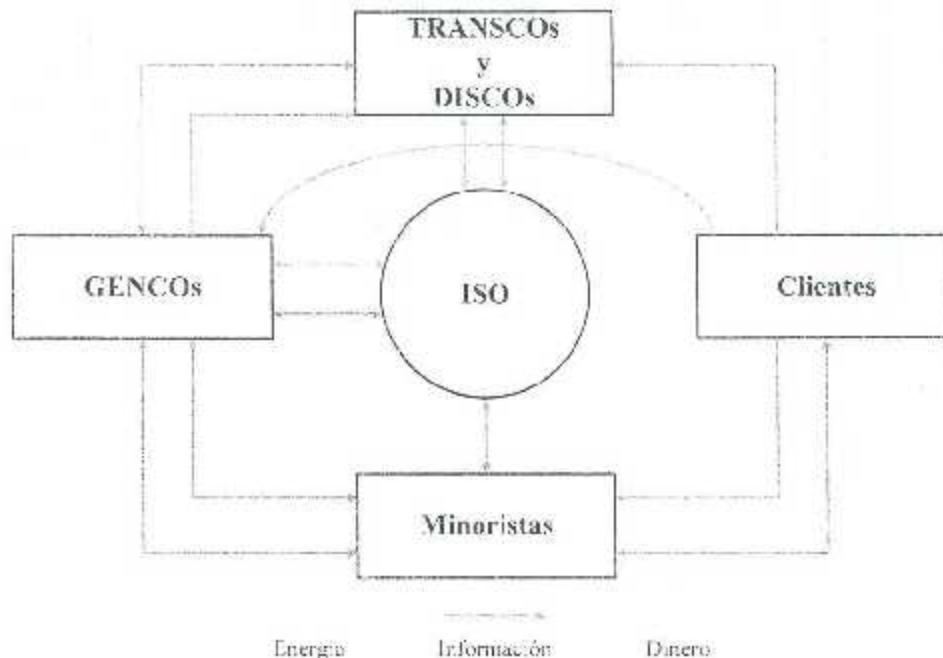 TRANSCOs
y
DISCOs
GENCOs
ISO
Clientes
Minoristas
Energía Información Dinero